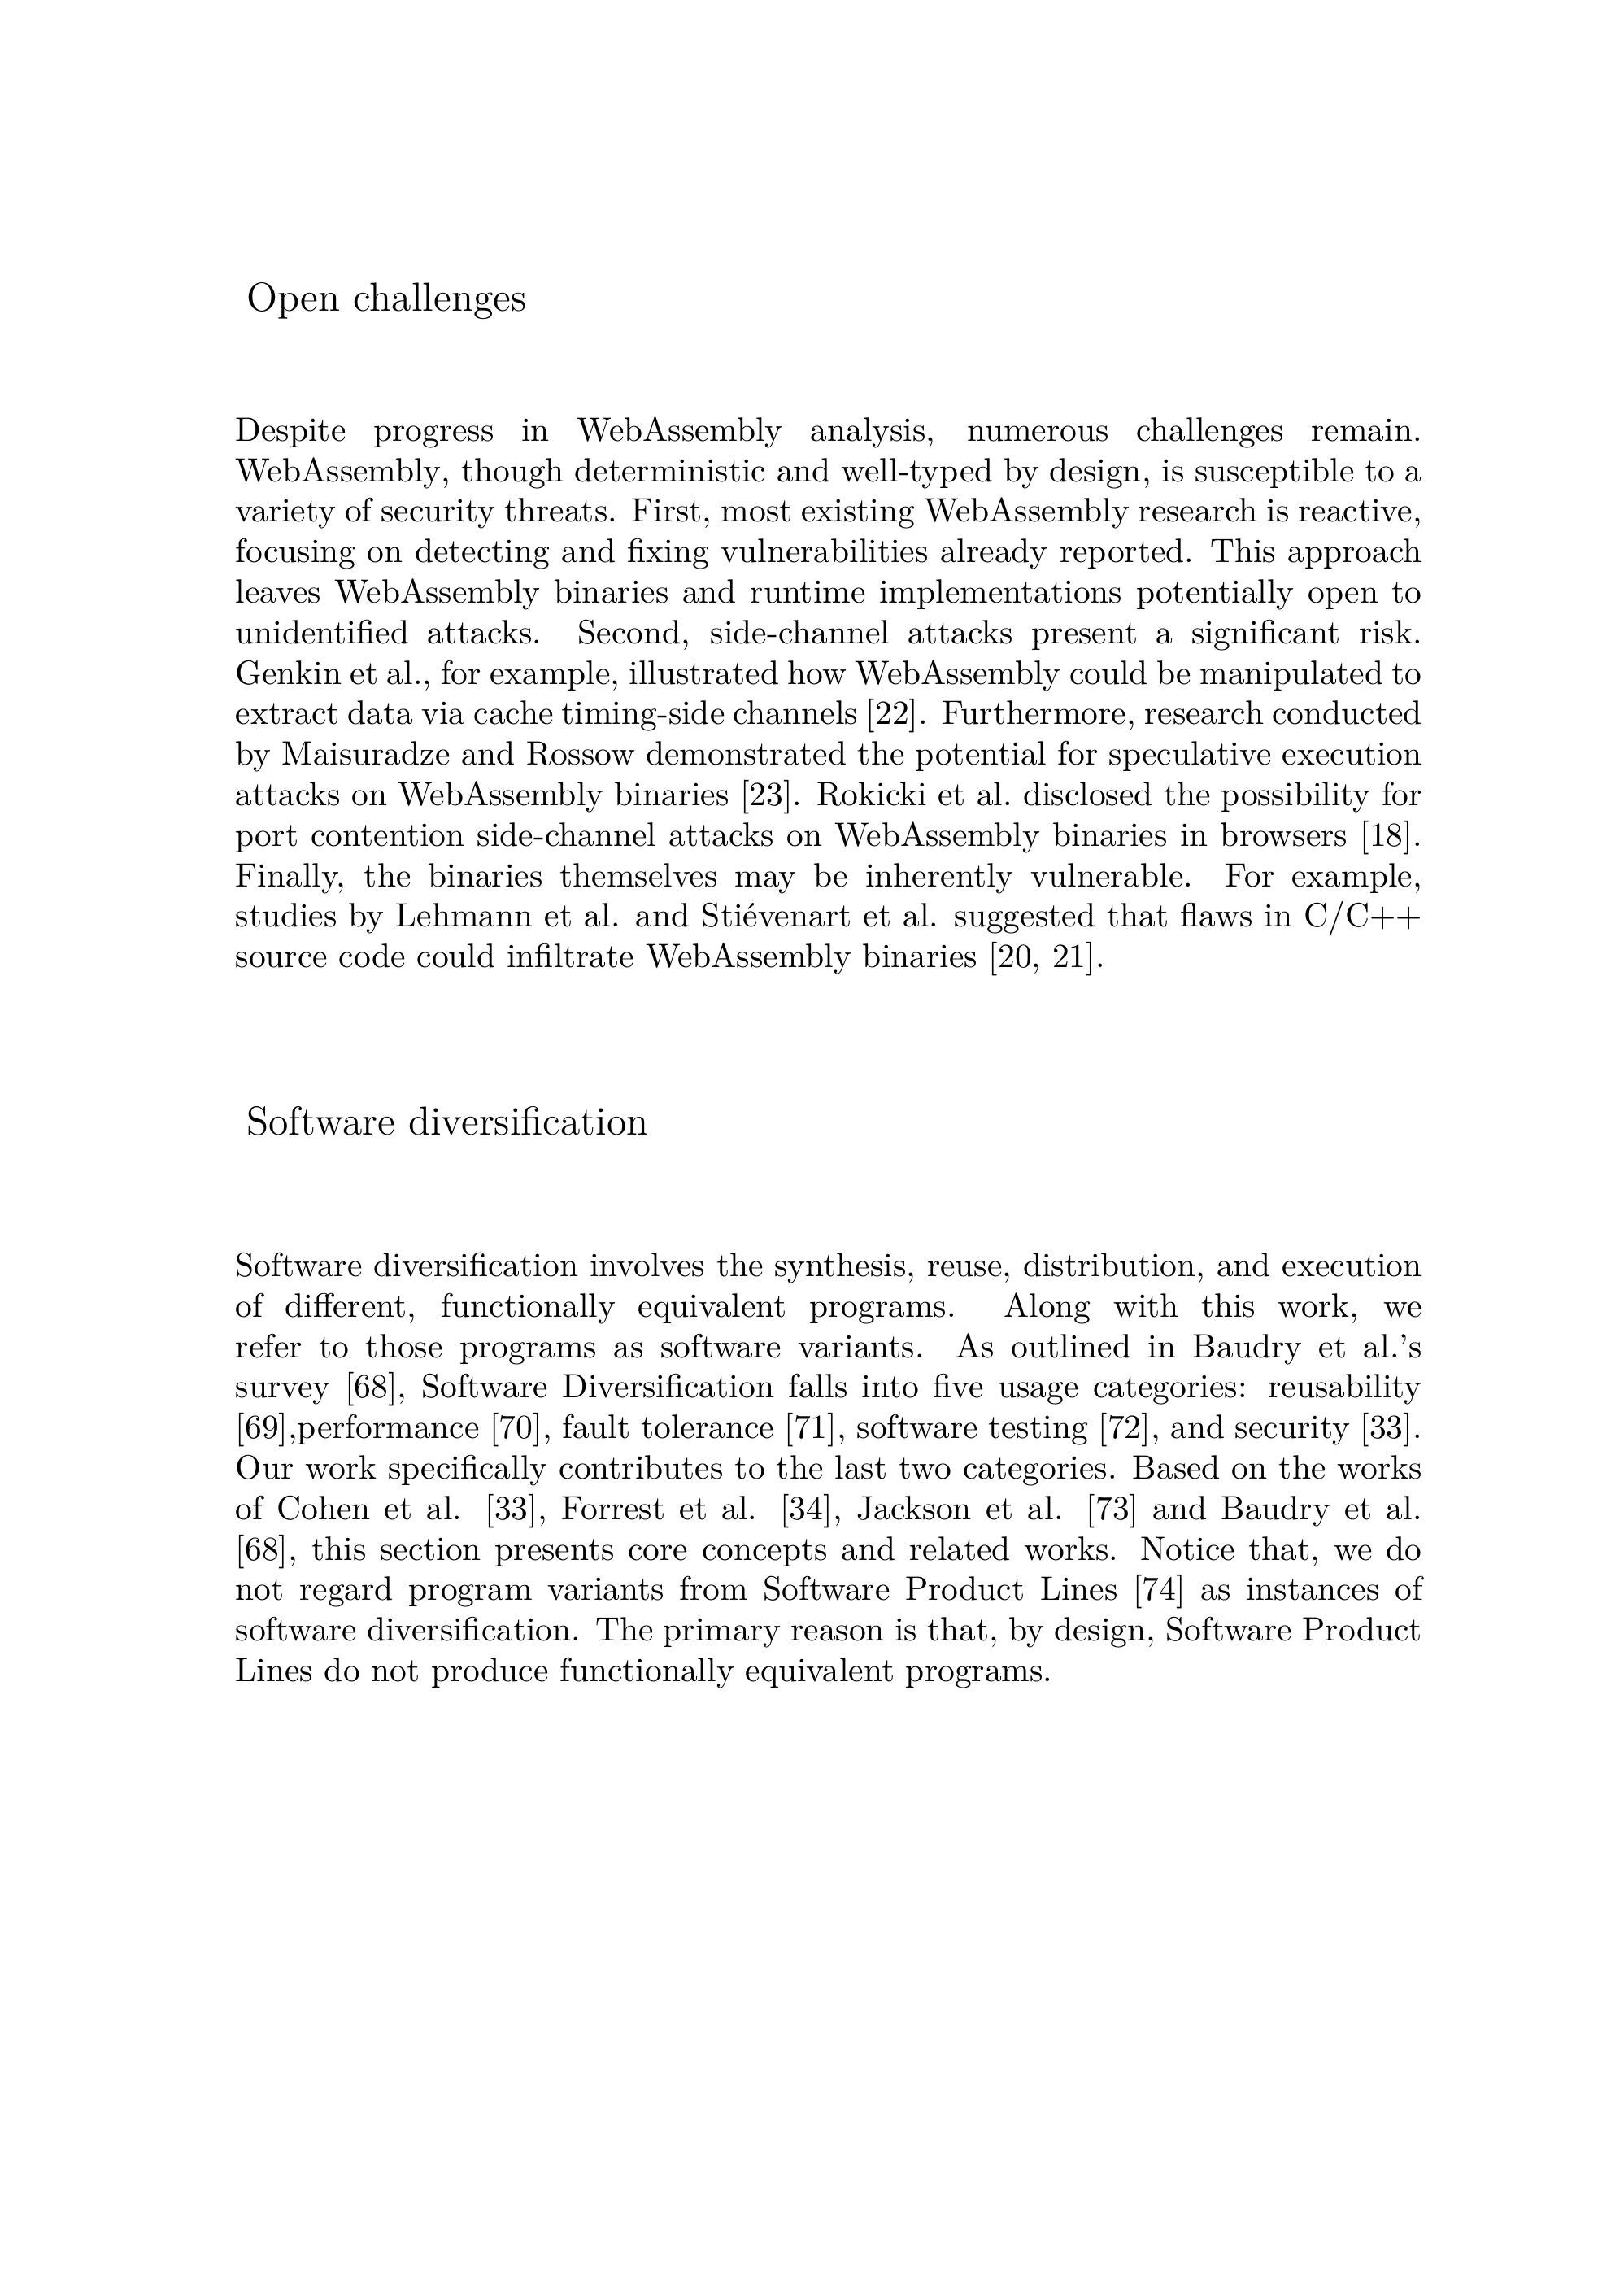 Open challenges
Despite progress in WebAssembly analysis, numerous challenges remain.
WebAssembly, though deterministic and well-typed by design, is susceptible to a
variety of security threats. First, most existing WebAssembly research is reactive,
focusing on detecting and fixing vulnerabilities already reported. This approach
leaves WebAssembly binaries and runtime implementations potentially open to
unidentified attacks. Second, side-channel attacks present a significant risk.
Genkin et al., for example, illustrated how WebAssembly could be manipulated to
extract data via cache timing-side channels [22]. Furthermore, research conducted
by Maisuradze and Rossow demonstrated the potential for speculative execution
attacks on WebAssembly binaries [23]. Rokicki et al. disclosed the possibility for
port contention side-channel attacks on WebAssembly binaries in browsers [18].
Finally, the binaries themselves may be inherently vulnerable. For example,
studies by Lehmann et al. and Stiévenart et al. suggested that flaws in C/C++
source code could infiltrate WebAssembly binaries [20, 21].
Software diversification
Software diversification involves the synthesis, reuse, distribution, and execution
of different, functionally equivalent programs. Along with this work, we
refer to those programs as software variants. As outlined in Baudry et al.'s
survey [68], Software Diversification falls into five usage categories: reusability
[69],performance [70], fault tolerance [71], software testing [72], and security [33].
Our work specifically contributes to the last two categories. Based on the works
of Cohen et al. [33], Forrest et al. [34], Jackson et al. [73] and Baudry et al.
[68], this section presents core concepts and related works. Notice that, we do
not regard program variants from Software Product Lines [74] as instances of
software diversification. The primary reason is that, by design, Software Product
Lines do not produce functionally equivalent programs.